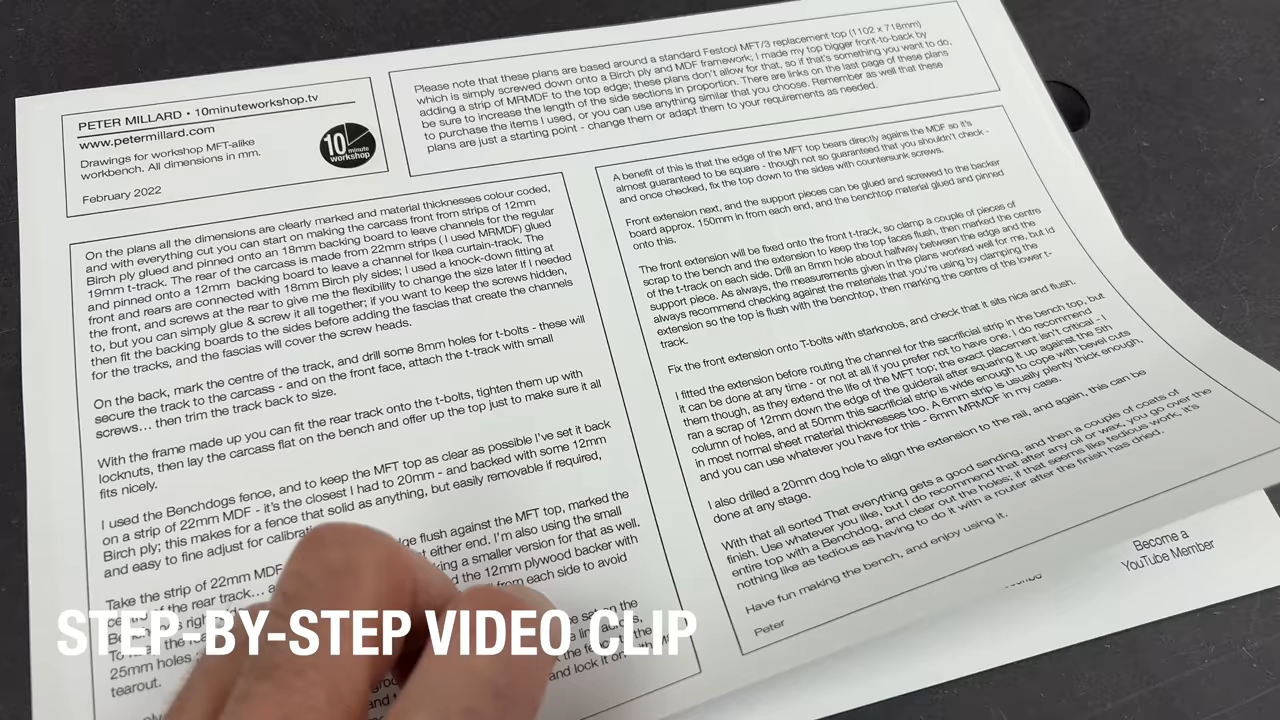 PETER MILLARD • 10minuteworkshop.tv
www.petermillard.com
Drawings for workshop MFT-alike
workbench. All dimensions in mm.
February 2022
10
minute
workshop
Please note that these plans are based around a standard Festool MFT/3 replacement top (1102 x 718mm)
which is simply screwed down onto a Birch ply and MDF framework; I made my top bigger front-to-back by
adding a strip of MRMDF to the top edge; these plans don't allow for that, so if that's something you want to do,
be sure to increase the length of the side sections in proportion. There are links on the last page of these plans
to purchase the items I used, or you can use anything similar that you choose. Remember as well that these
plans are just a starting point - change them or adapt them to your requirements as needed.
On the plans all the dimensions are clearly marked and material thicknesses colour coded,
and with everything cut you can start on making the carcass front from strips of 12mm
Birch ply glued and pinned onto an 18mm backing board to leave channels for the regular
19mm t-track. The rear of the carcass is made from 22mm strips ( I used MRMDF) glued
and pinned onto a 12mm backing board to leave a channel for Ikea curtain-track. The
front and rears are connected with 18mm Birch ply sides; I used a knock-down fitting at
the front, and screws at the rear to give me the flexibility to change the size later If I needed
to, but you can simply glue & screw it all together; if you want to keep the screws hidden,
then fit the backing boards to the sides before adding the fascias that create the channels
for the tracks, and the fascias will cover the screw heads.
On the back, mark the centre of the track, and drill some 8mm holes for t-bolts - these will
secure the track to the carcass - and on the front face, attach the t-track with small
screws… then trim the track back to size.
With the frame made up you can fit the rear track onto the t-bolts, tighten them up with
locknuts, then lay the carcass flat on the bench and offer up the top just to make sure it all
fits nicely.
I used the Benchdogs fence, and to keep the MFT top as clear as possible I've set it back
on a strip of 22mm MDF - it's the closest I had to 20mm - and backed with some 12mm
Birch ply; this makes for a fence that solid as anything, but easily removable if required,
and easy to fine adjust for
Take the strip of 22mm MDF flush against the MFT top, marked the
of the rear track… either end. I'm also using the small
a smaller version for that as well.
the 12mm plywood backer with
from each side to avoid
25mm holes
tearout.
the
and lock it
A benefit of this is that the edge of the MFT top bears directly agains the MDF so it's
almost guaranteed to be square - though not so guaranteed that you shouldn't check -
and once checked, fix the top down to the sides with countersunk screws.
Front extension next, and the support pieces can be glued and screwed to the backer
board approx. 150mm in from each end, and the benchtop material glued and pinned
onto this.
The front extension will be fixed onto the front t-track, so clamp a couple of pieces of
scrap to the bench and the extension to keep the top faces flush, then marked the centre
of the t-track on each side. Drill an 8mm hole about halfway between the edge and the
support piece. As always, the measurements given in the plans worked well for me, but id
always recommend checking against the materials that you're using by clamping the
extension so the top is flush with the benchtop, then marking the centre of the lower t-
track.
Fix the front extension onto T-bolts with starknobs, and check that it sits nice and flush.
I fitted the extension before routing the channel for the sacrificial strip in the bench top, but
it can be done at any time - or not at all if you prefer not to have one. I do recommend
them though, as they extend the life of the MFT top; the exact placement isn't critical - I
ran a scrap of 12mm down the edge of the guiderail after squaring it up against the 5th
column of holes, and at 50mm this sacrificial strip is wide enough to cope with bevel cuts
in most normal sheet material thicknesses too. A 6mm strip is usually plenty thick enough,
and you can use whatever you have for this - 6mm MRMDF in my case.
I also drilled a 20mm dog hole to align the extension to the rail, and again, this can be
done at any stage.
With that all sorted That everything gets a good sanding, and then a couple of coats of
finish. Use whatever you like, but I do recommend that after any oil or wax, you go over the
entire top with a Benchdog, and clear out the holes; if that seems like tedious work, it's
nothing like as tedious as having to do it with a router after the finish has dried.
Have fun making the bench, and enjoy using it.
Peter
Become a
YouTube Member
STEP-BY-STEP VIDEO CLIP